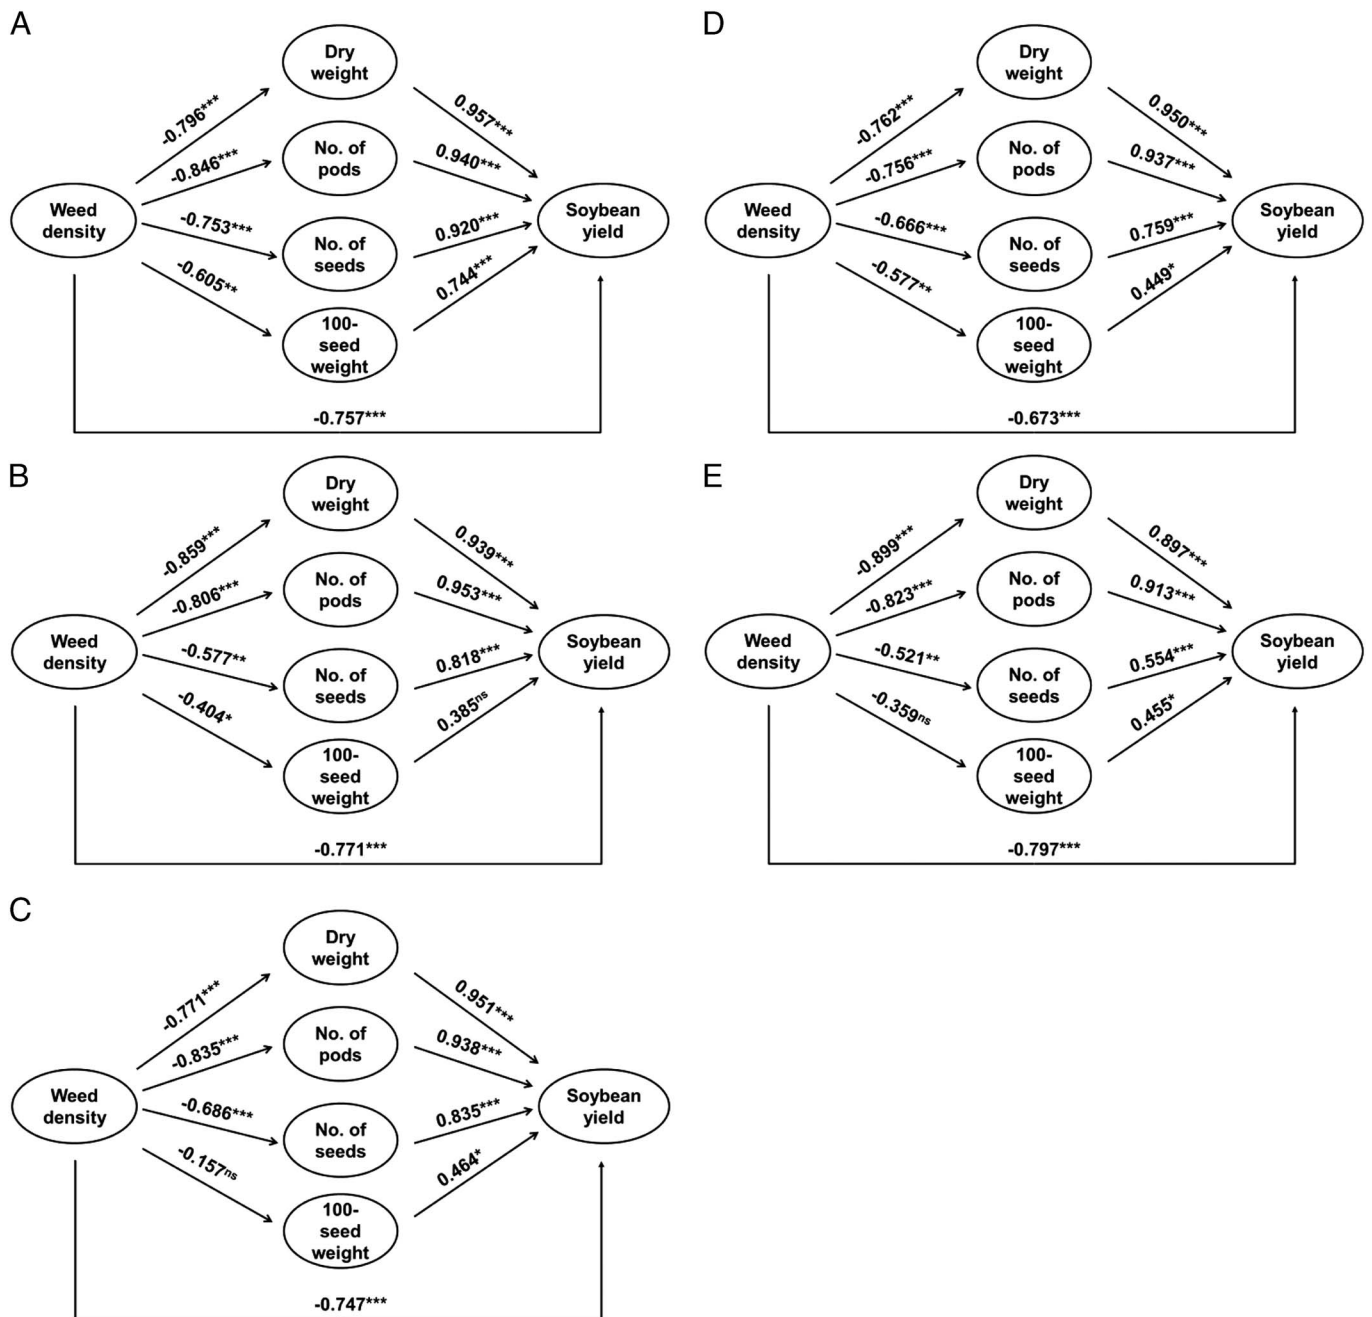 A
Dry
weight
-0.796***
0.957***
No. of
pods
-0.846***
0.940***
Weed
density
Soybean
yield
-0.753***
0.920***
No. of
seeds
-0.605**
0.744***
100-
seed
weight
-0.757***
B
Dry
weight
-0.859***
0.939***
No. of
pods
-0.806***
0.953***
Weed
density
Soybean
yield
-0.577**
0.818***
No. of
seeds
-0.404*
0.385ns
100-
seed
weight
-0.771***
C
Dry
weight
-0.771***
0.951***
No. of
pods
-0.835***
0.938***
Weed
density
Soybean
yield
-0.686***
0.835***
No. of
seeds
-0.157ns
0.464*
100-
seed
weight
-0.747***
D
Dry
weight
-0.762***
0.950***
No. of
pods
-0.756***
0.937***
Weed
density
Soybean
yield
-0.666***
0.759***
No. of
seeds
-0.577**
0.449*
100-
seed
weight
-0.673***
E
Dry
weight
-0.899***
0.897***
No. of
pods
-0.823***
0.913***
Weed
density
Soybean
yield
-0.521**
0.554***
No. of
seeds
-0.359ns
0.455*
100-
seed
weight
-0.797***